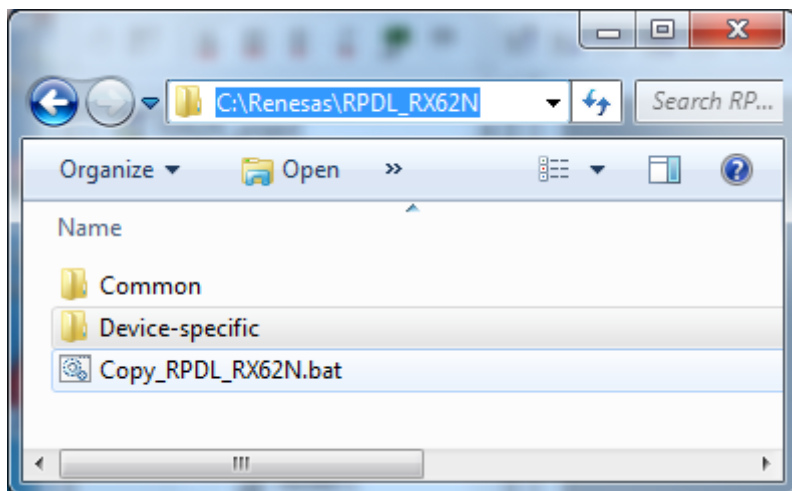 C:\Renesas\RPDL_RX62N
Search RP...
Organize
Open
»
Name
Common
Device-specific
Copy_RPDL_RX62N.bat